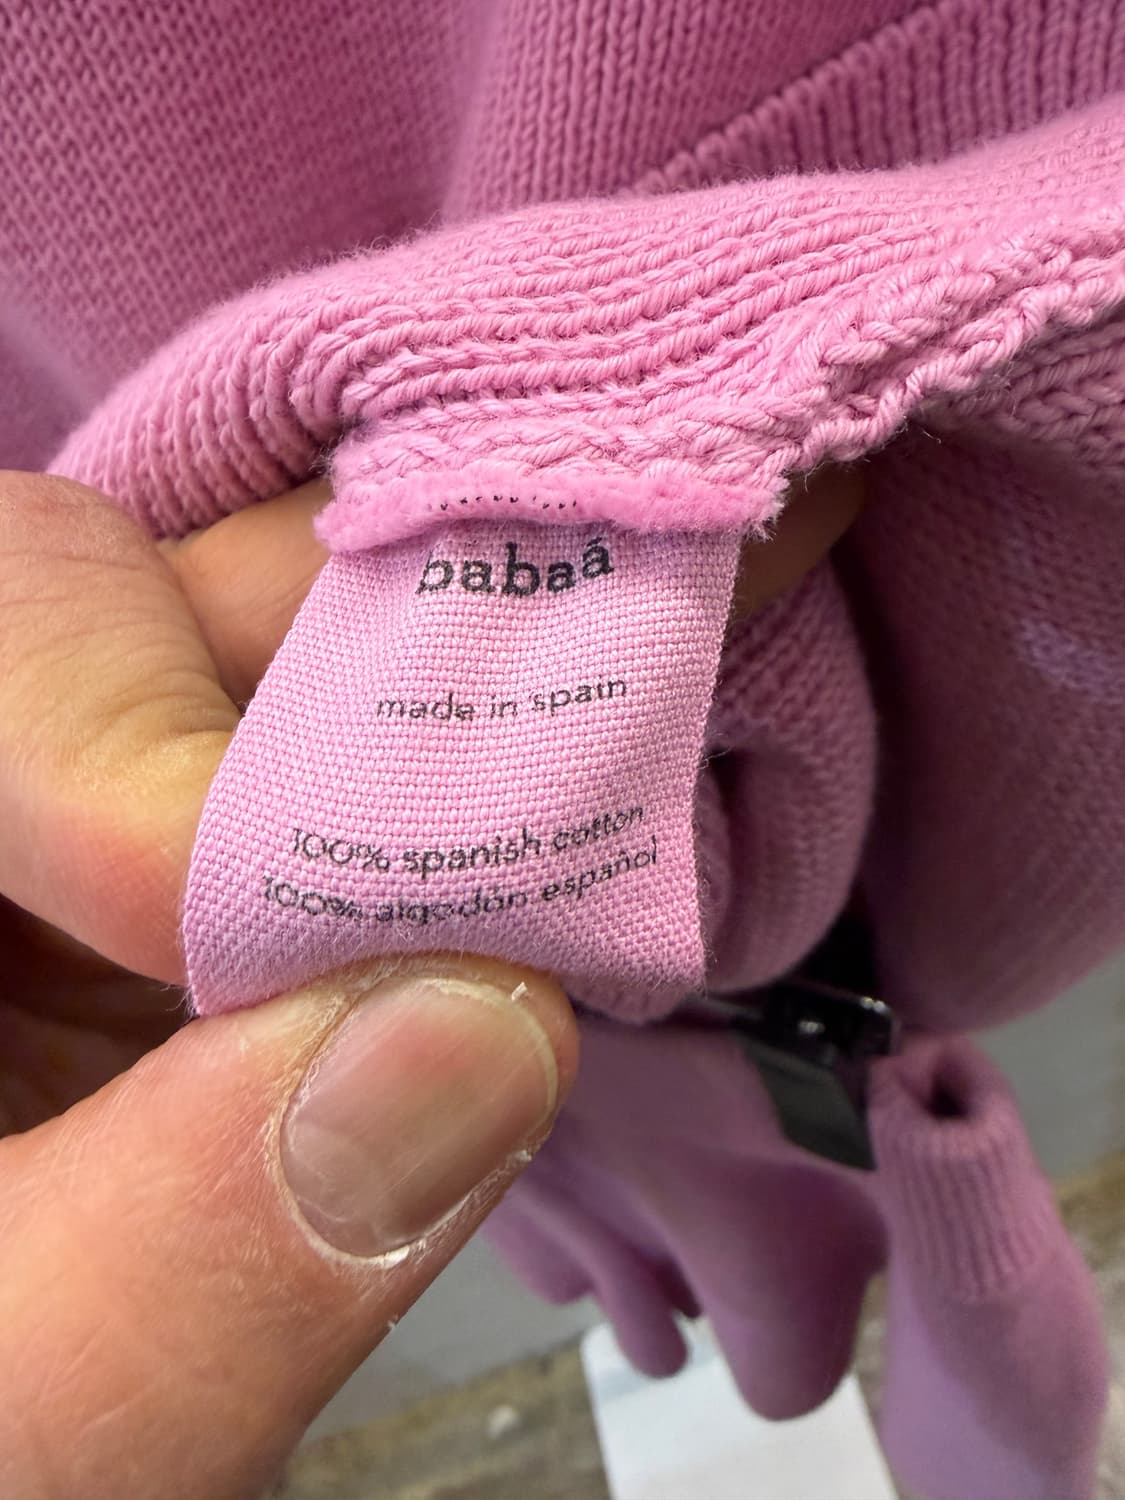 babaá
made in spain
100% spanish cotton
100% algodón español